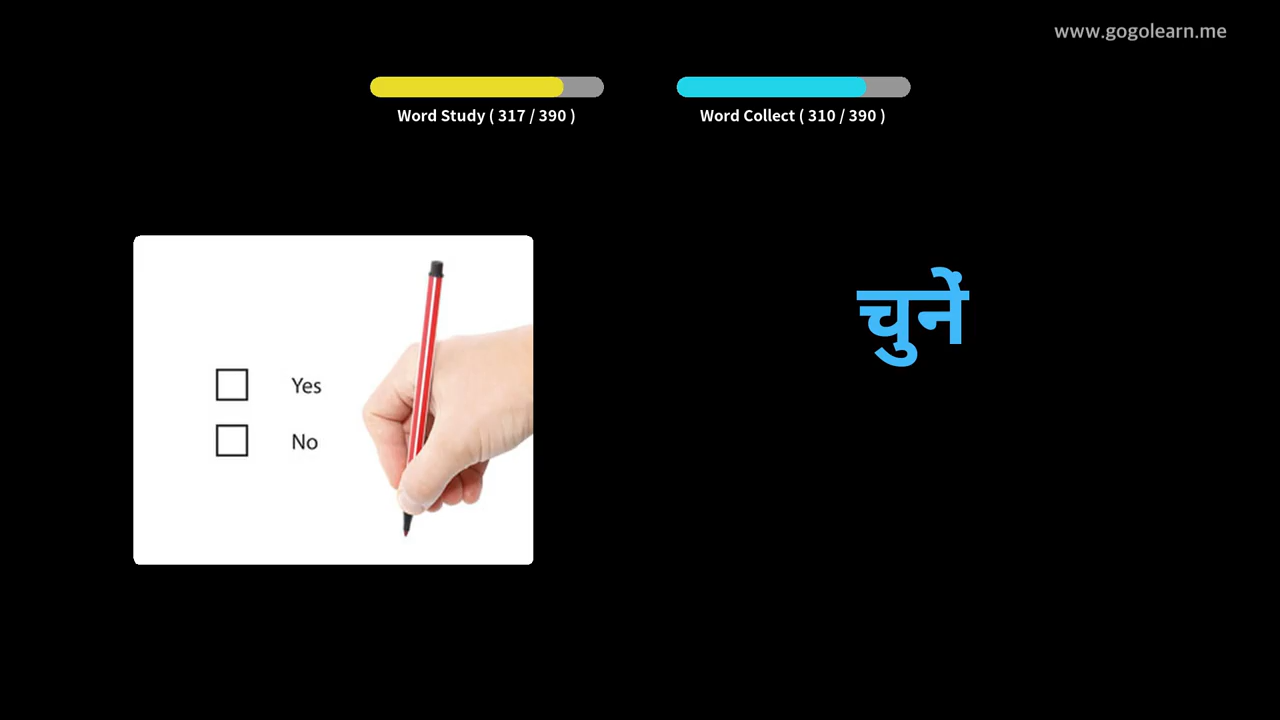 www.gogolearn.me
Word Study ( 317 / 390 )
Word Collect ( 310 / 390 )
चुनें
Yes
No